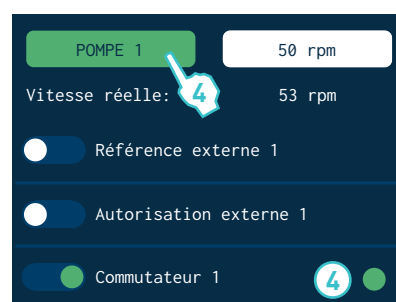 POMPE 1 50 rpm
Vitesse réelle: 4 53 rpm
Référence externe 1
Autorisation externe 1
Commutateur 1 4